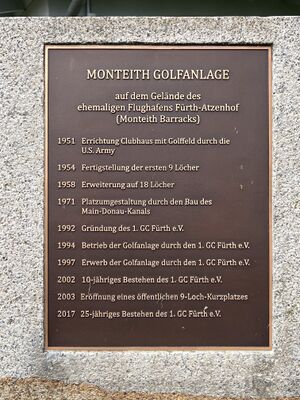 MONTEITH GOLFANLAGE
auf dem Gelände des
ehemaligen Flughafens Fürth-Atzenhof
(Monteith Barracks)
1951 Errichtung Clubhaus mit Golffeld durch die
U.S. Army
1954 Fertigstellung der ersten 9 Löcher
1958 Erweiterung auf 18 Löcher
1971 Platzumgestaltung durch den Bau des
Main-Donau-Kanals
1992 Gründung des 1. GC Fürth e.V.
1994 Betrieb der Golfanlage durch den 1. GC Fürth e.V.
1997 Erwerb der Golfanlage durch den 1. GC Fürth e.V.
2002 10-jähriges Bestehen des 1. GC Fürth e.V.
2003 Eröffnung eines öffentlichen 9-Loch-Kurzplatzes
2017 25-jähriges Bestehen des 1. GC Fürth e.V.